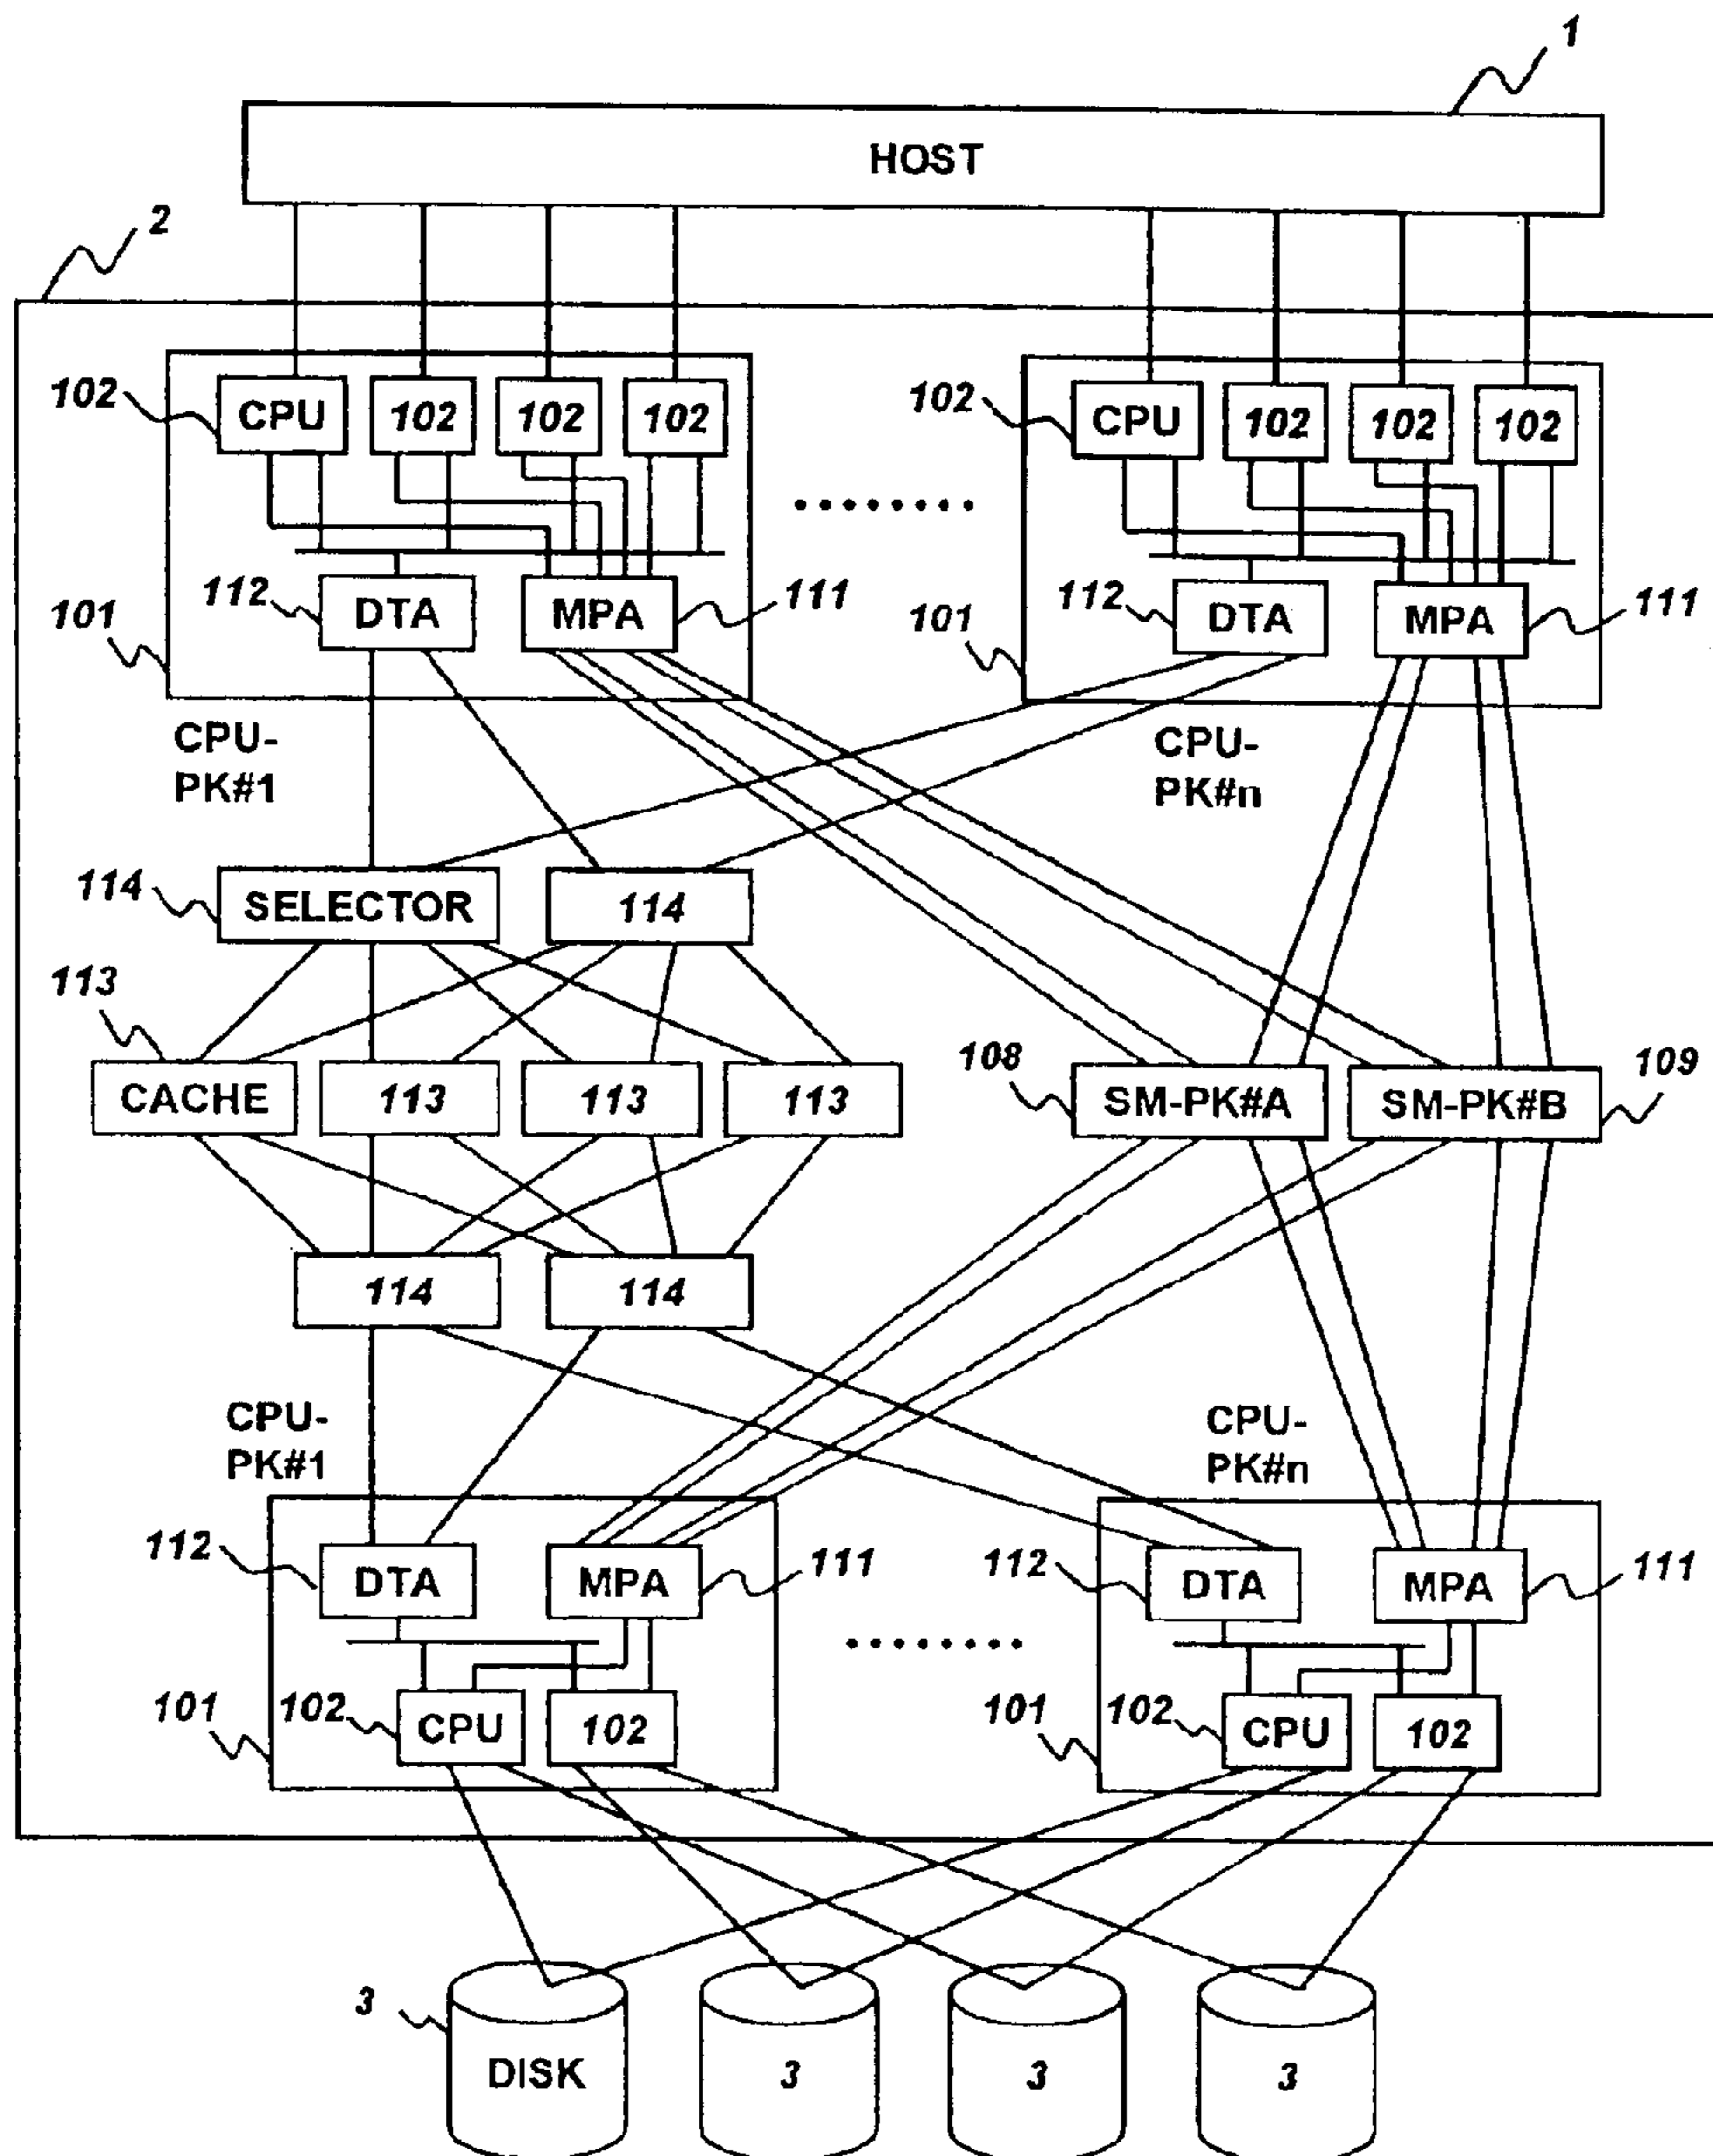 1
HOST
2
102 CPU 102 102 102
102 CPU 102 102 102
112 DTA MPA 111
112 DTA MPA 111
101
101
CPU-
PK#1
CPU-
PK#n
114 SELECTOR 114
113
CACHE 113 113 113
108 SM-PK#A SM-PK#B 109
114 114
CPU-
PK#1
CPU-
PK#n
112 DTA MPA 111
112 DTA MPA 111
101 102 CPU 102
101 102 CPU 102
3
DISK 3 3 3